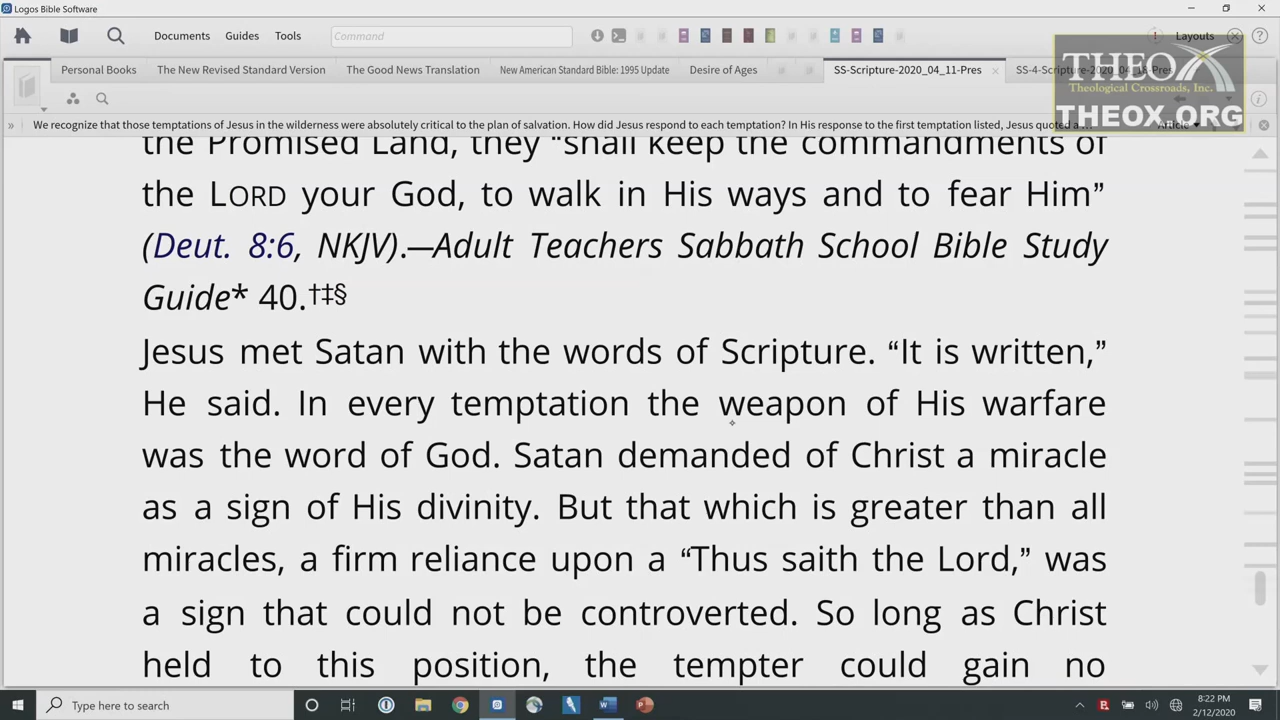 Logos Bible Software
Documents Guides Tools Command Layouts
Personal Books The New Revised Standard Version New American Standard Bible: 1995 Update Desire of Ages SS-Scripture-2020_04_11-Pres SS-4-Scripture-2020_04_18-Pres
THEOX
Theological Crossroads, Inc.
THEOX.ORG
» We recognize that those temptations of Jesus in the wilderness were absolutely critical to the plan of salvation. How did Jesus respond to each temptation? In His response to the first temptation listed, Jesus quoted a ... Article
the Promised Land, they “shall keep the commandments of
the LORD your God, to walk in His ways and to fear Him”
(Deut. 8:6, NKJV).—Adult Teachers Sabbath School Bible Study
Guide* 40.†‡§
Jesus met Satan with the words of Scripture. “It is written,”
He said. In every temptation the weapon of His warfare
was the word of God. Satan demanded of Christ a miracle
as a sign of His divinity. But that which is greater than all
miracles, a firm reliance upon a “Thus saith the Lord,” was
a sign that could not be controverted. So long as Christ
held to this position, the tempter could gain no
Type here to search
8:22 PM
2/12/2020